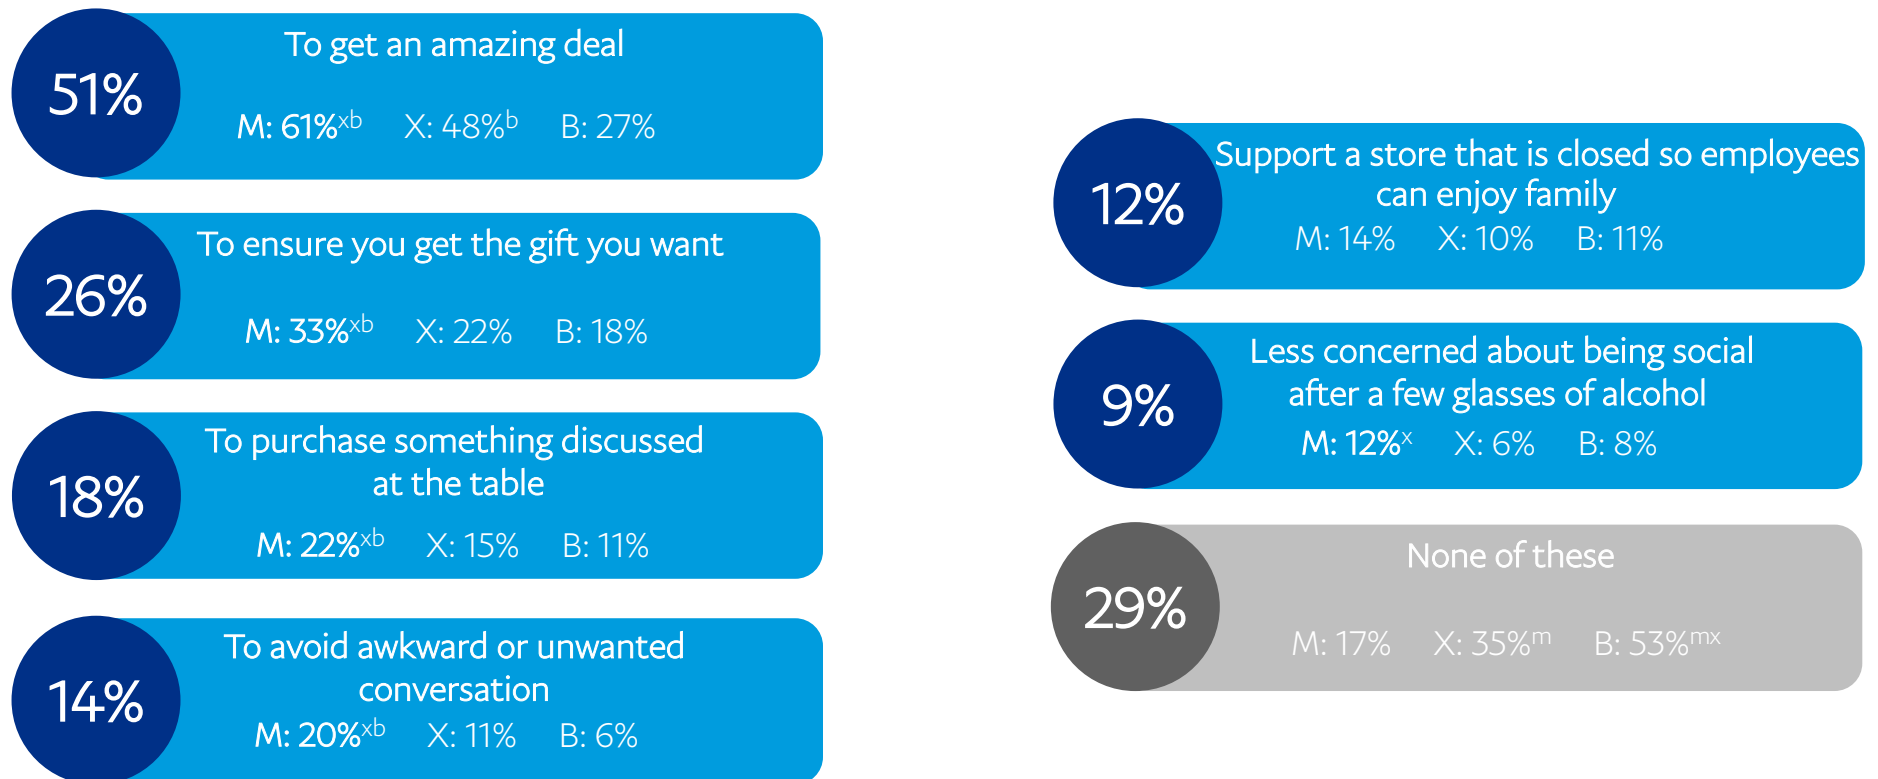 51%
To get an amazing deal
M: 61%xb X: 48%b B: 27%
26%
To ensure you get the gift you want
M: 33%xb X: 22% B: 18%
18%
To purchase something discussed
at the table
M: 22%xb X: 15% B: 11%
14%
To avoid awkward or unwanted
conversation
M: 20%xb X: 11% B: 6%
12%
Support a store that is closed so employees
can enjoy family
M: 14% X: 10% B: 11%
9%
Less concerned about being social
after a few glasses of alcohol
M: 12%x X: 6% B: 8%
29%
None of these
M: 17% X: 35%m B: 53%mx